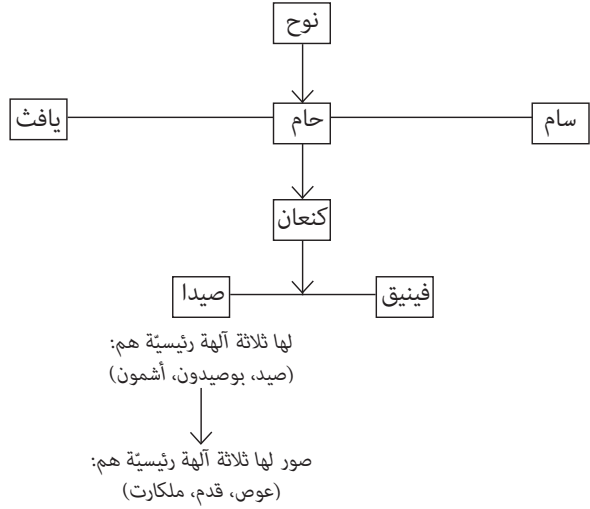 نوح
سام
حام
يافث
كنعان
فينيق
صيدا
لها ثلاثة آلهة رئيسيّة هم:
(صيد، بوصيدون، أشمون)
صور لها ثلاثة آلهة رئيسيّة هم:
(عوص، قدم، ملكارت)